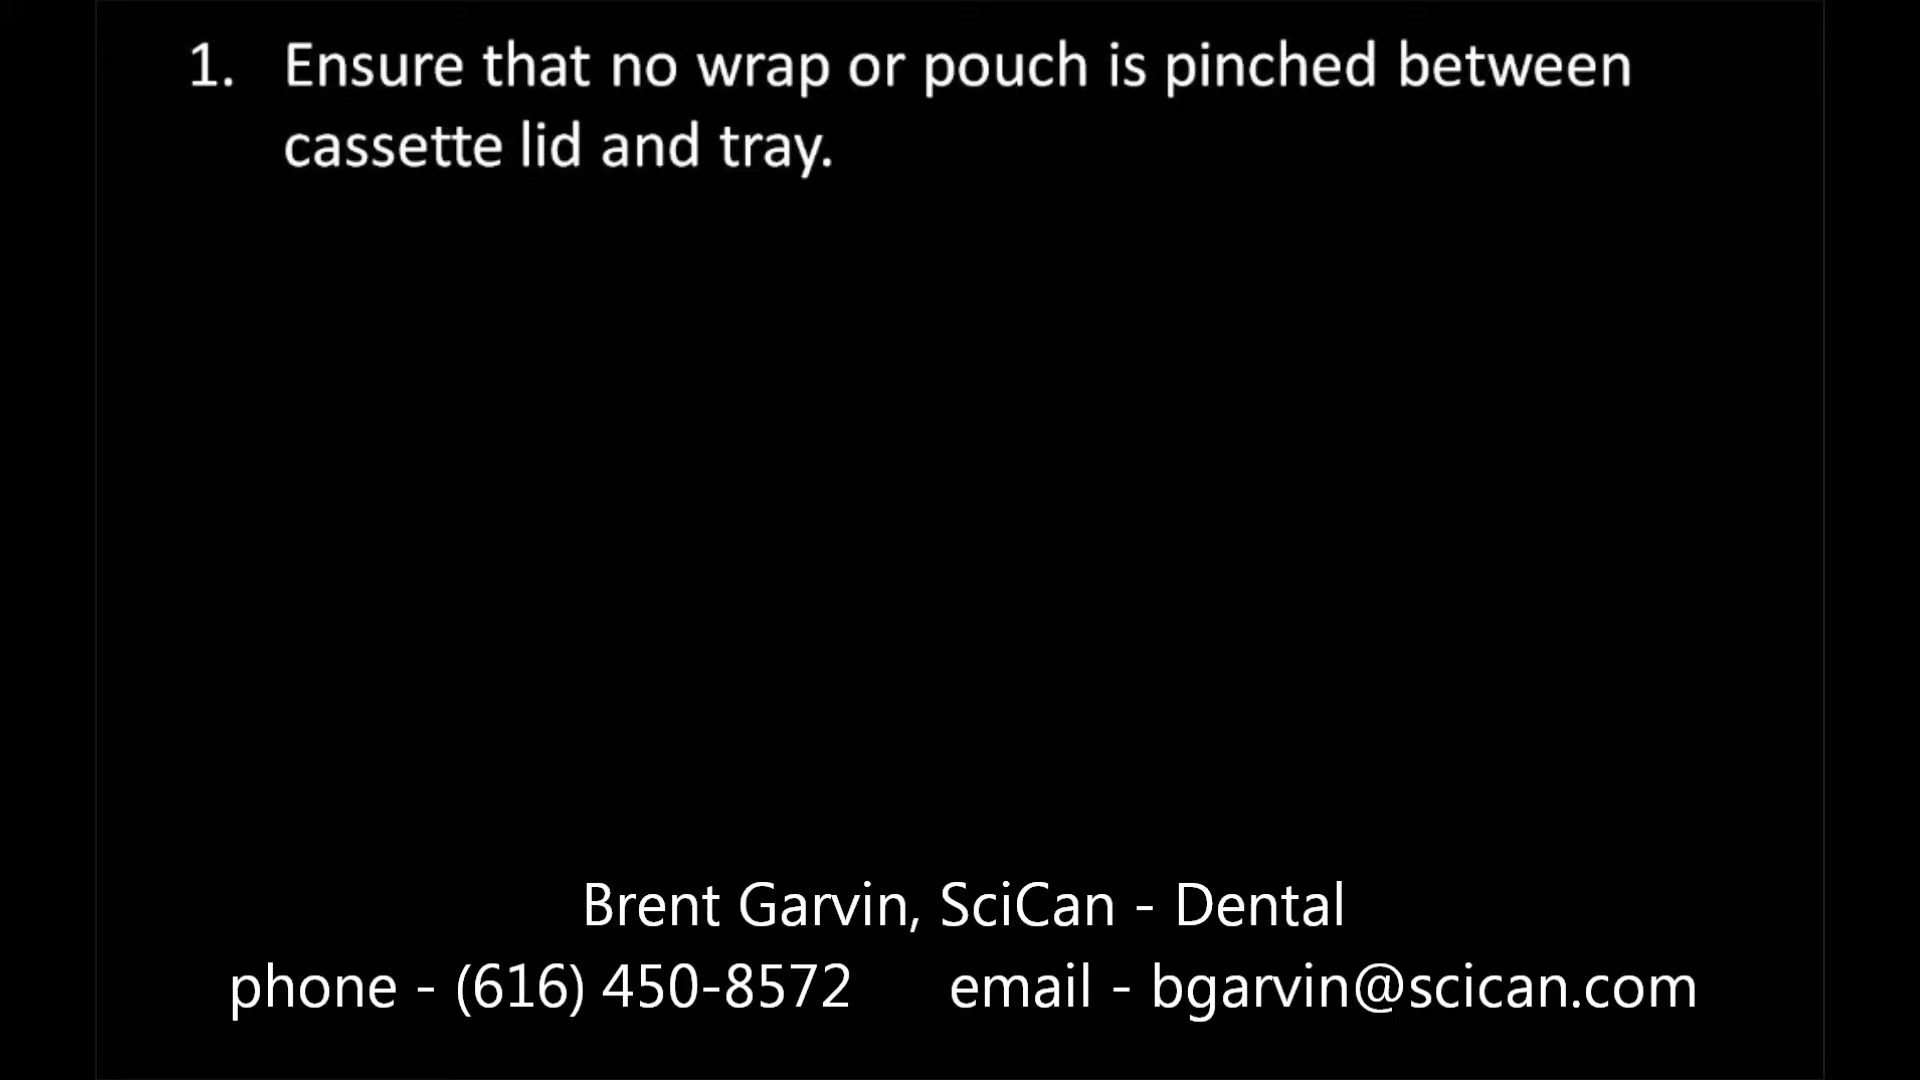 1. Ensure that no wrap or pouch is pinched between
cassette lid and tray.
Brent Garvin, SciCan - Dental
phone - (616) 450-8572 email - bgarvin@scican.com